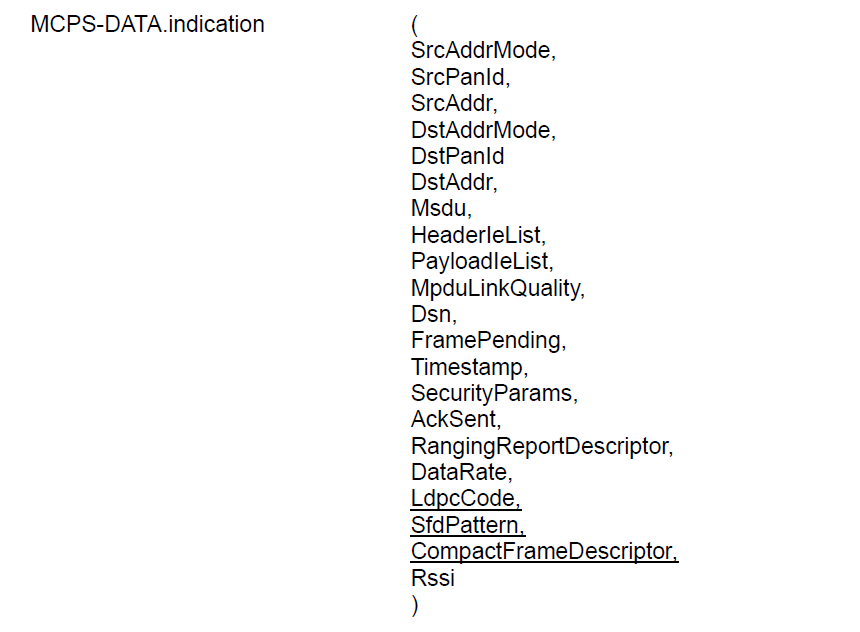 MCPS-DATA.indication (
SrcAddrMode,
SrcPanId,
SrcAddr,
DstAddrMode,
DstPanId
DstAddr,
Msdu,
HeaderIeList,
PayloadIeList,
MpduLinkQuality,
Dsn,
FramePending,
Timestamp,
SecurityParams,
AckSent,
RangingReportDescriptor,
DataRate,
LdpcCode,
SfdPattern,
CompactFrameDescriptor,
Rssi
)